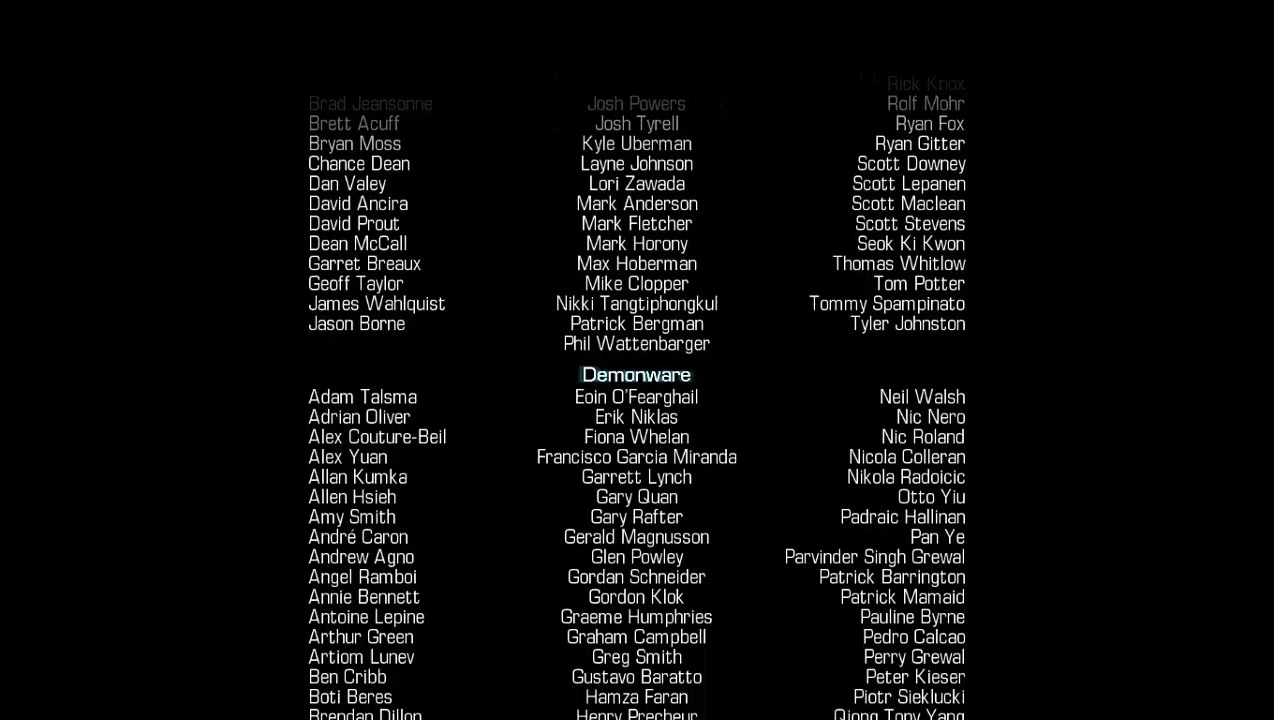 Rick Knox
Brad Jeansonne Josh Powers Rolf Mohr
Brett Acuff Josh Tyrell Ryan Fox
Bryan Moss Kyle Uberman Ryan Gitter
Chance Dean Layne Johnson Scott Downey
Dan Valey Lori Zawada Scott Lepanen
David Ancira Mark Anderson Scott Maclean
David Prout Mark Fletcher Scott Stevens
Dean McCall Mark Horony Seok Ki Kwon
Garret Breaux Max Hoberman Thomas Whitlow
Geoff Taylor Mike Clopper Tom Potter
James Wahlquist Nikki Tangtiphongkul Tommy Spampinato
Jason Borne Patrick Bergman Tyler Johnston
Phil Wattenbarger
Demonware
Adam Talsma Eoin O'Fearghail Neil Walsh
Adrian Oliver Erik Niklas Nic Nero
Alex Couture-Beil Fiona Whelan Nic Roland
Alex Yuan Francisco Garcia Miranda Nicola Colleran
Allan Kumka Garrett Lynch Nikola Radoicic
Allen Hsieh Gary Quan Otto Yiu
Amy Smith Gary Rafter Padraic Hallinan
André Caron Gerald Magnusson Pan Ye
Andrew Agno Glen Powley Parvinder Singh Grewal
Angel Ramboi Gordan Schneider Patrick Barrington
Annie Bennett Gordon Klok Patrick Mamaid
Antoine Lepine Graeme Humphries Pauline Byrne
Arthur Green Graham Campbell Pedro Calcao
Artiom Lunev Greg Smith Perry Grewal
Ben Cribb Gustavo Baratto Peter Kieser
Boti Beres Hamza Faran Piotr Sieklucki
Brendan Dillon Henry Precheur Qiong Tony Yang